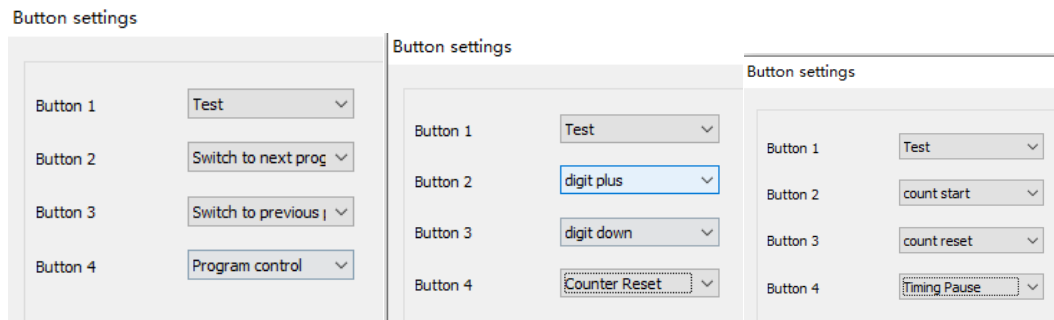 Button settings
Button 1 Test
Button 2 Switch to next prog
Button 3 Switch to previous
Button 4 Program control
Button settings
Button 1 Test
Button 2 digit plus
Button 3 digit down
Button 4 Counter Reset
Button settings
Button 1 Test
Button 2 count start
Button 3 count reset
Button 4 Timing Pause